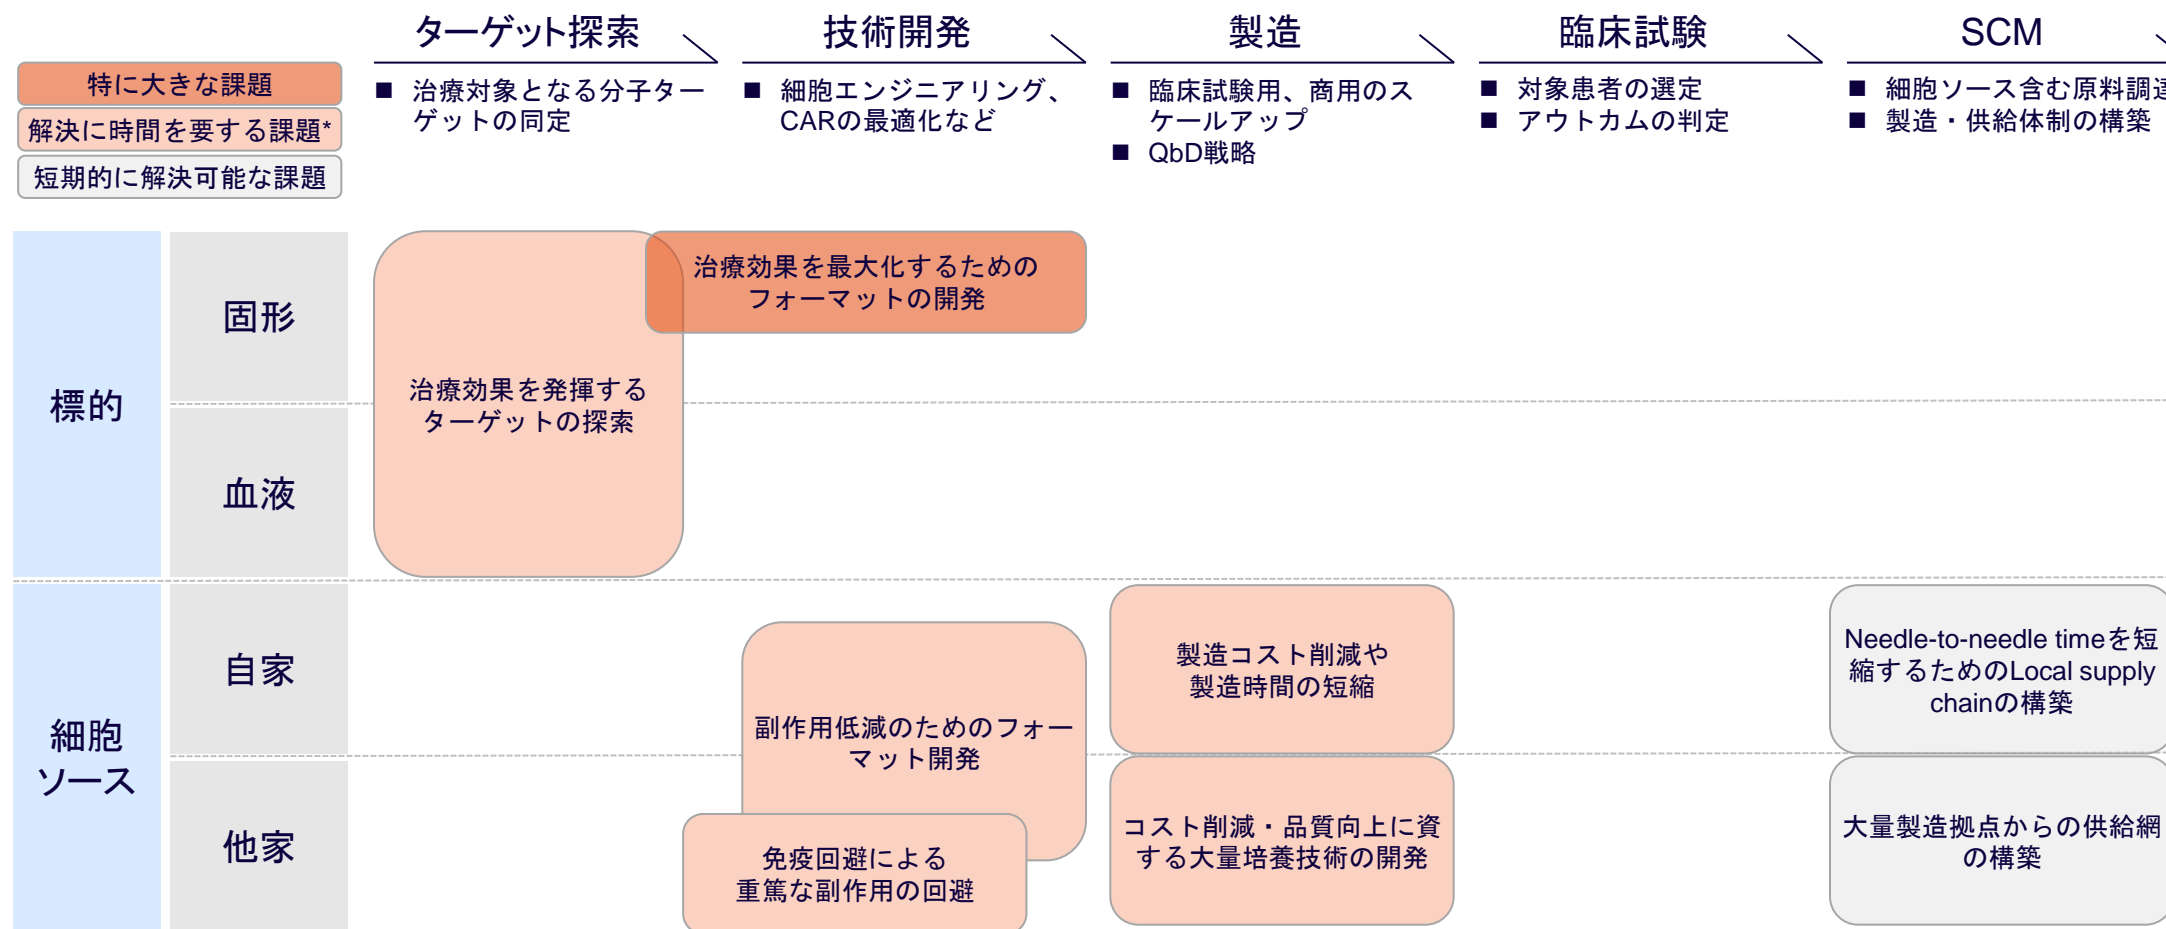 特に大きな課題
解決に時間を要する課題*
短期的に解決可能な課題
ターゲット探索
■ 治療対象となる分子ター
ゲットの同定
技術開発
■ 細胞エンジニアリング、
CARの最適化など
製造
■ 臨床試験用、商用のス
ケールアップ
■ QbD戦略
臨床試験
■ 対象患者の選定
■ アウトカムの判定
SCM
■ 細胞ソース含む原料調達
■ 製造・供給体制の構築
標的
固形
血液
治療効果を発揮する
ターゲットの探索
治療効果を最大化するための
フォーマットの開発
細胞
ソース
自家
他家
副作用低減のためのフォー
マット開発
免疫回避による
重篤な副作用の回避
製造コスト削減や
製造時間の短縮
コスト削減・品質向上に資
する大量培養技術の開発
Needle-to-needle timeを短
縮するためのLocal supply
chainの構築
大量製造拠点からの供給網
の構築